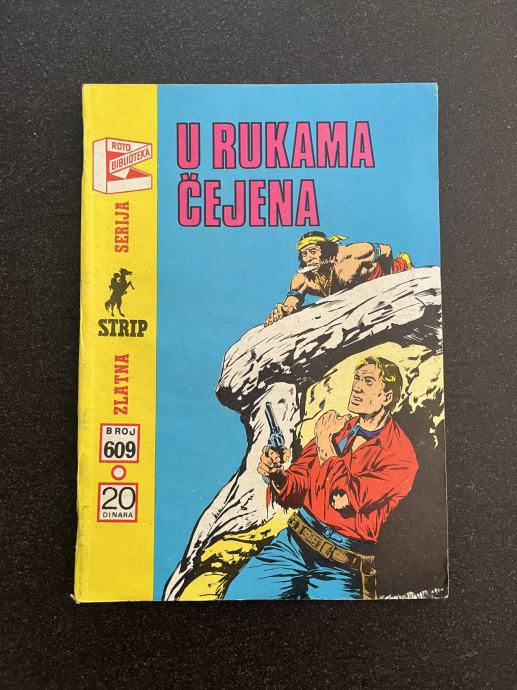 U RUKAMA
ČEJENA
ROTO
BIBLIOTEKA
ZLATNA
STRIP
SERIJA
BROJ
609
20
DINARA